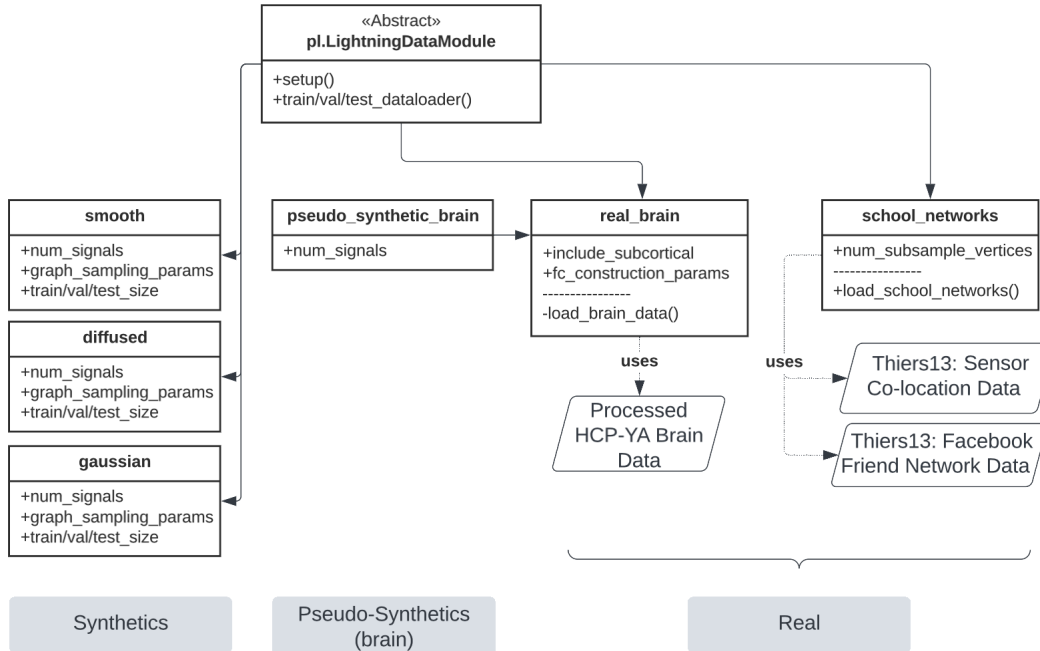 «Abstract»
pl.LightningDataModule
+setup()
+train/val/test_dataloader()
smooth
+num_signals
+graph_sampling_params
+train/val/test_size
diffused
+num_signals
+graph_sampling_params
+train/val/test_size
gaussian
+num_signals
+graph_sampling_params
+train/val/test_size
pseudo_synthetic_brain
+num_signals
real_brain
+include_subcortical
+fc_construction_params
----------------
-load_brain_data()
uses
Processed
HCP-YA Brain
Data
school_networks
+num_subsample_vertices
----------------
+load_school_networks()
uses
Thiers13: Sensor
Co-location Data
Thiers13: Facebook
Friend Network Data
Synthetics
Pseudo-Synthetics
(brain)
Real